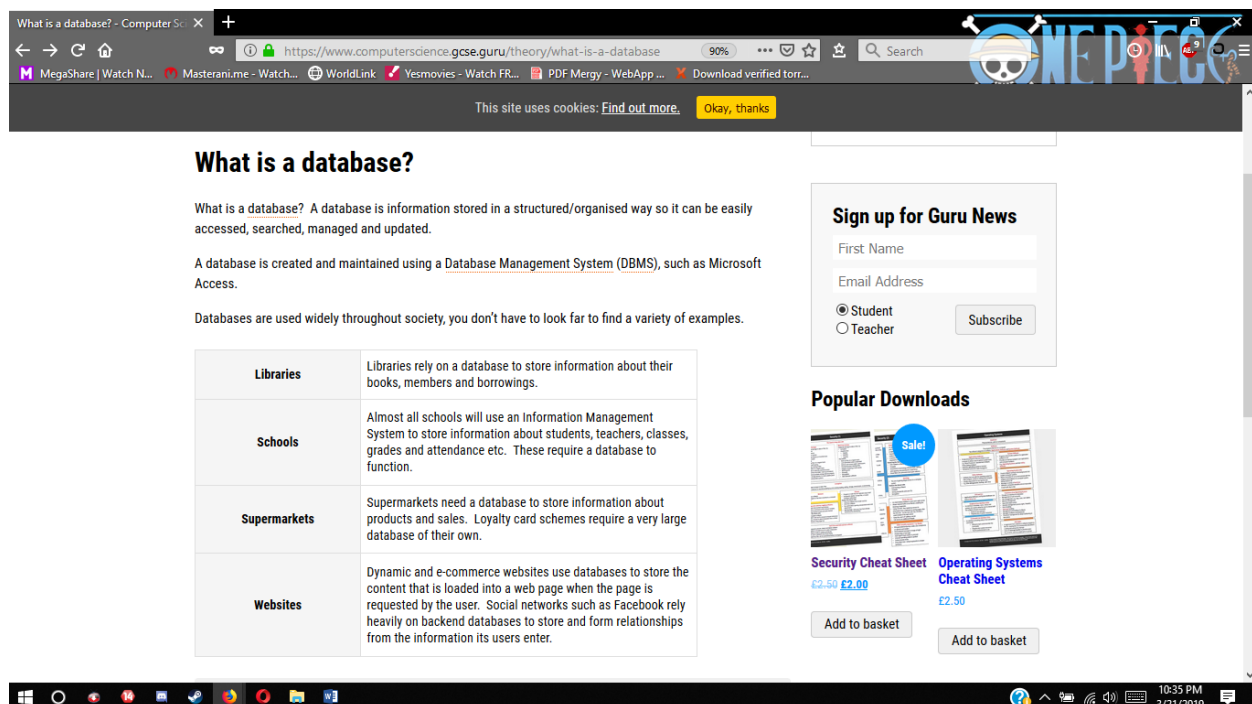 What is a database? - Computer Sci
https://www.computerscience.gcse.guru/theory/what-is-a-database
90%
Search
ONE PIECE
MegaShare | Watch N...
Masterani.me - Watch...
WorldLink
Yesmovies - Watch FR...
PDF Mergy - WebApp ...
Download verified torr...
This site uses cookies: Find out more.
Okay, thanks
What is a database?
What is a database? A database is information stored in a structured/organised way so it can be easily
accessed, searched, managed and updated.
A database is created and maintained using a Database Management System (DBMS), such as Microsoft
Access.
Databases are used widely throughout society, you don't have to look far to find a variety of examples.
Libraries
Libraries rely on a database to store information about their
books, members and borrowings.
Schools
Almost all schools will use an Information Management
System to store information about students, teachers, classes,
grades and attendance etc. These require a database to
function.
Supermarkets
Supermarkets need a database to store information about
products and sales. Loyalty card schemes require a very large
database of their own.
Websites
Dynamic and e-commerce websites use databases to store the
content that is loaded into a web page when the page is
requested by the user. Social networks such as Facebook rely
heavily on backend databases to store and form relationships
from the information its users enter.
Sign up for Guru News
First Name
Email Address
Student
Teacher
Subscribe
Popular Downloads
Sale!
Security Cheat Sheet
£2.50 £2.00
Add to basket
Operating Systems
Cheat Sheet
£2.50
Add to basket
10:35 PM